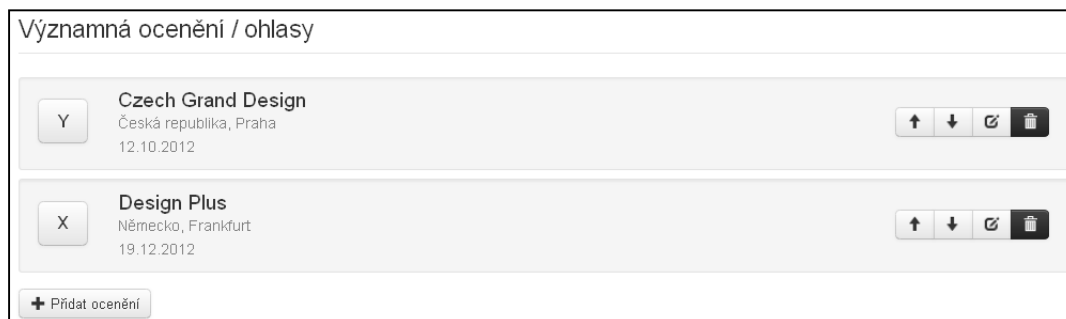 Významná ocenění / ohlasy
Y
Czech Grand Design
Česká republika, Praha
12.10.2012
X
Design Plus
Německo, Frankfurt
19.12.2012
Přidat ocenění